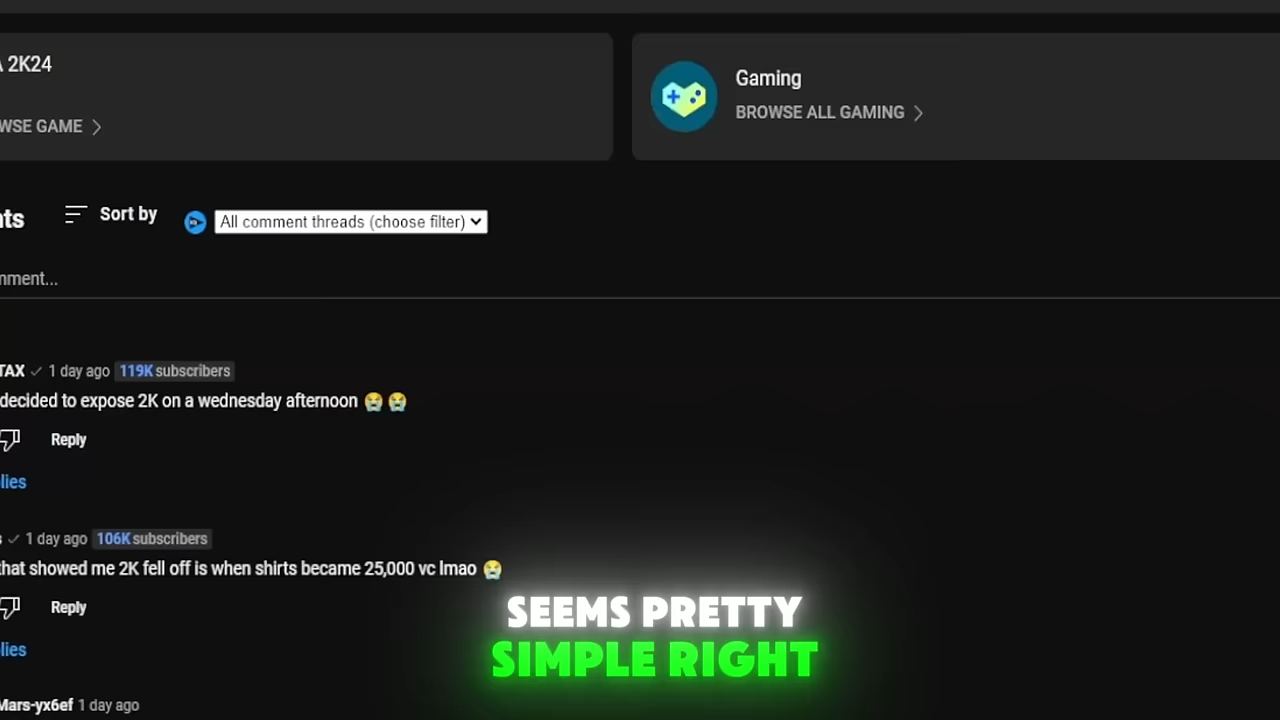 A 2K24
WSE GAME
Gaming
BROWSE ALL GAMING
nts
Sort by
All comment threads (choose filter)
mment...
TAX 1 day ago 119K subscribers
decided to expose 2K on a wednesday afternoon 😭 😭
Reply
lies
s 1 day ago 106K subscribers
that showed me 2K fell off is when shirts became 25,000 vc lmao 😭
Reply
lies
Mars-yx6ef 1 day ago
SEEMS PRETTY
SIMPLE RIGHT